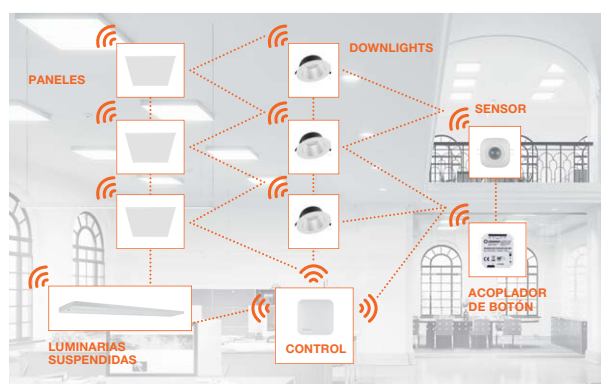 DOWNLIGHTS
PANELES
SENSOR
ACOPLADOR
DE BOTÓN
LUMINARIAS
SUSPENDIDAS
CONTROL